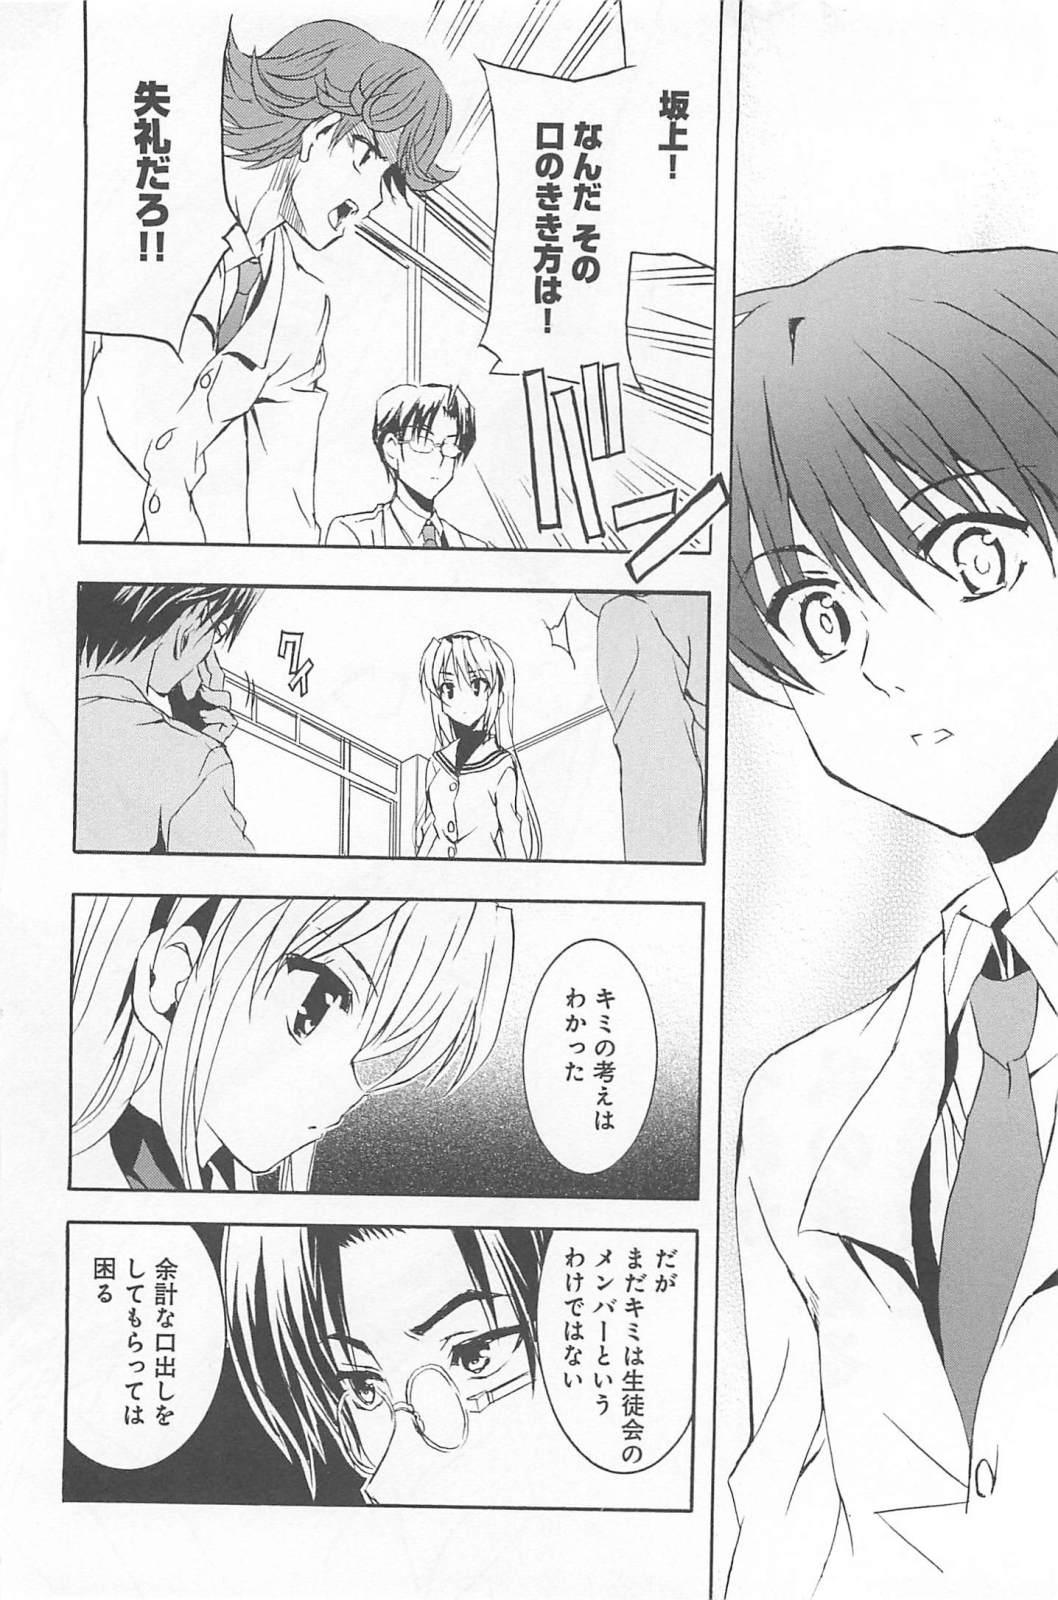 坂上！
なんだ その
口のきき方は！
失礼だろ！！
バーン
クイ
キミの考えは
わかった
だが
まだキミは生徒会の
メンバーという
わけではない
余計な口出しを
してもらっては
困る